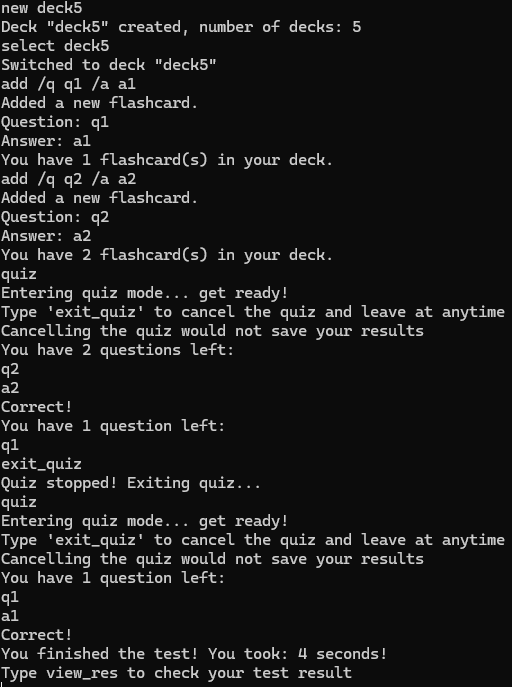 new deck5
Deck "deck5" created, number of decks: 5
select deck5
Switched to deck "deck5"
add /q q1 /a a1
Added a new flashcard.
Question: q1
Answer: a1
You have 1 flashcard(s) in your deck.
add /q q2 /a a2
Added a new flashcard.
Question: q2
Answer: a2
You have 2 flashcard(s) in your deck.
quiz
Entering quiz mode... get ready!
Type 'exit_quiz' to cancel the quiz and leave at anytime
Cancelling the quiz would not save your results
You have 2 questions left:
q2
a2
Correct!
You have 1 question left:
q1
exit_quiz
Quiz stopped! Exiting quiz...
quiz
Entering quiz mode... get ready!
Type 'exit_quiz' to cancel the quiz and leave at anytime
Cancelling the quiz would not save your results
You have 1 question left:
q1
a1
Correct!
You finished the test! You took: 4 seconds!
Type view_res to check your test result